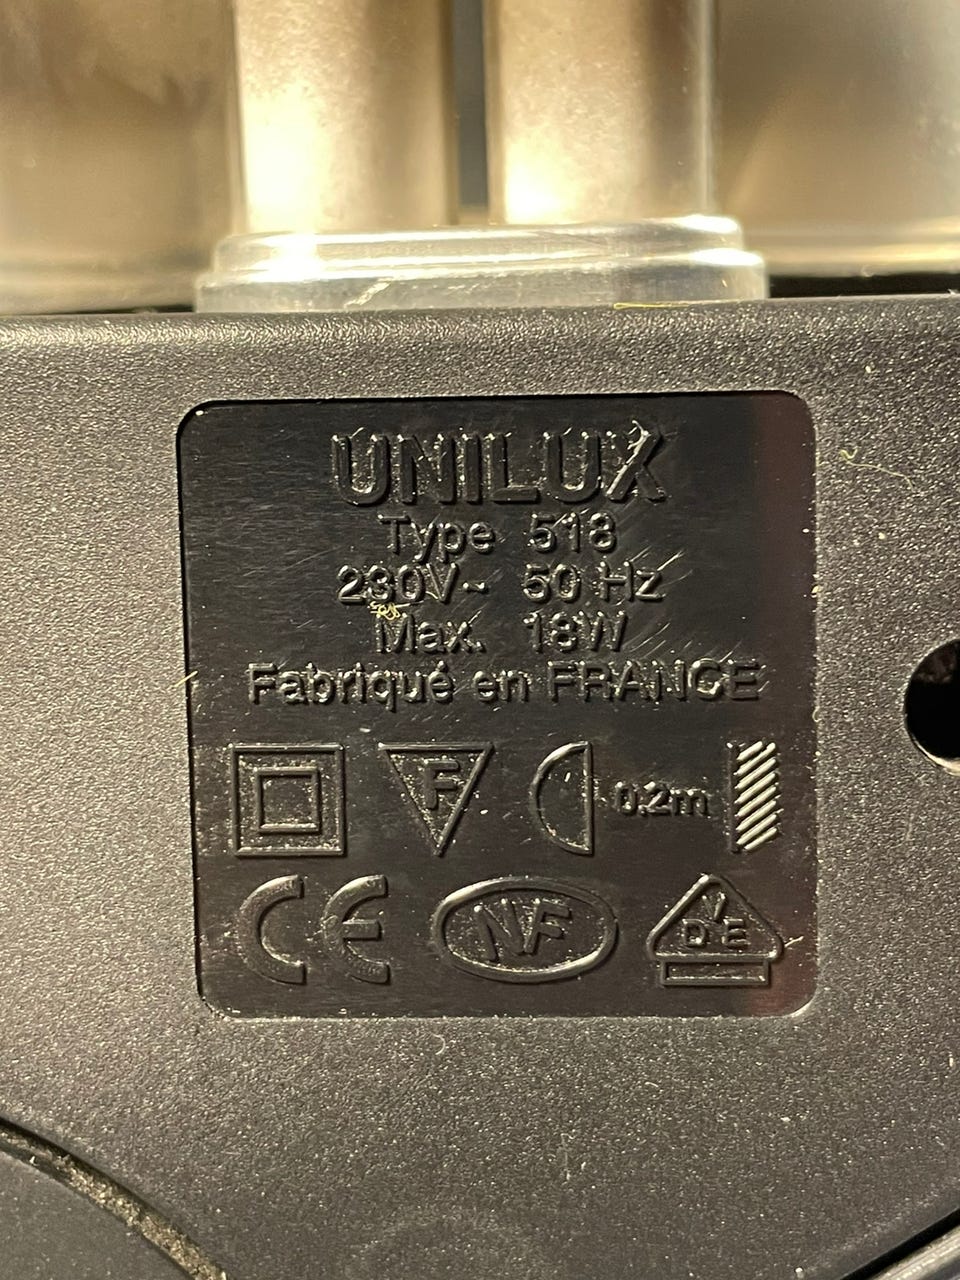 UNILUX
Type 518
230V~ 50 Hz
Max. 18W
Fabriqué en FRANCE
F 0.2m
CE NF VDE